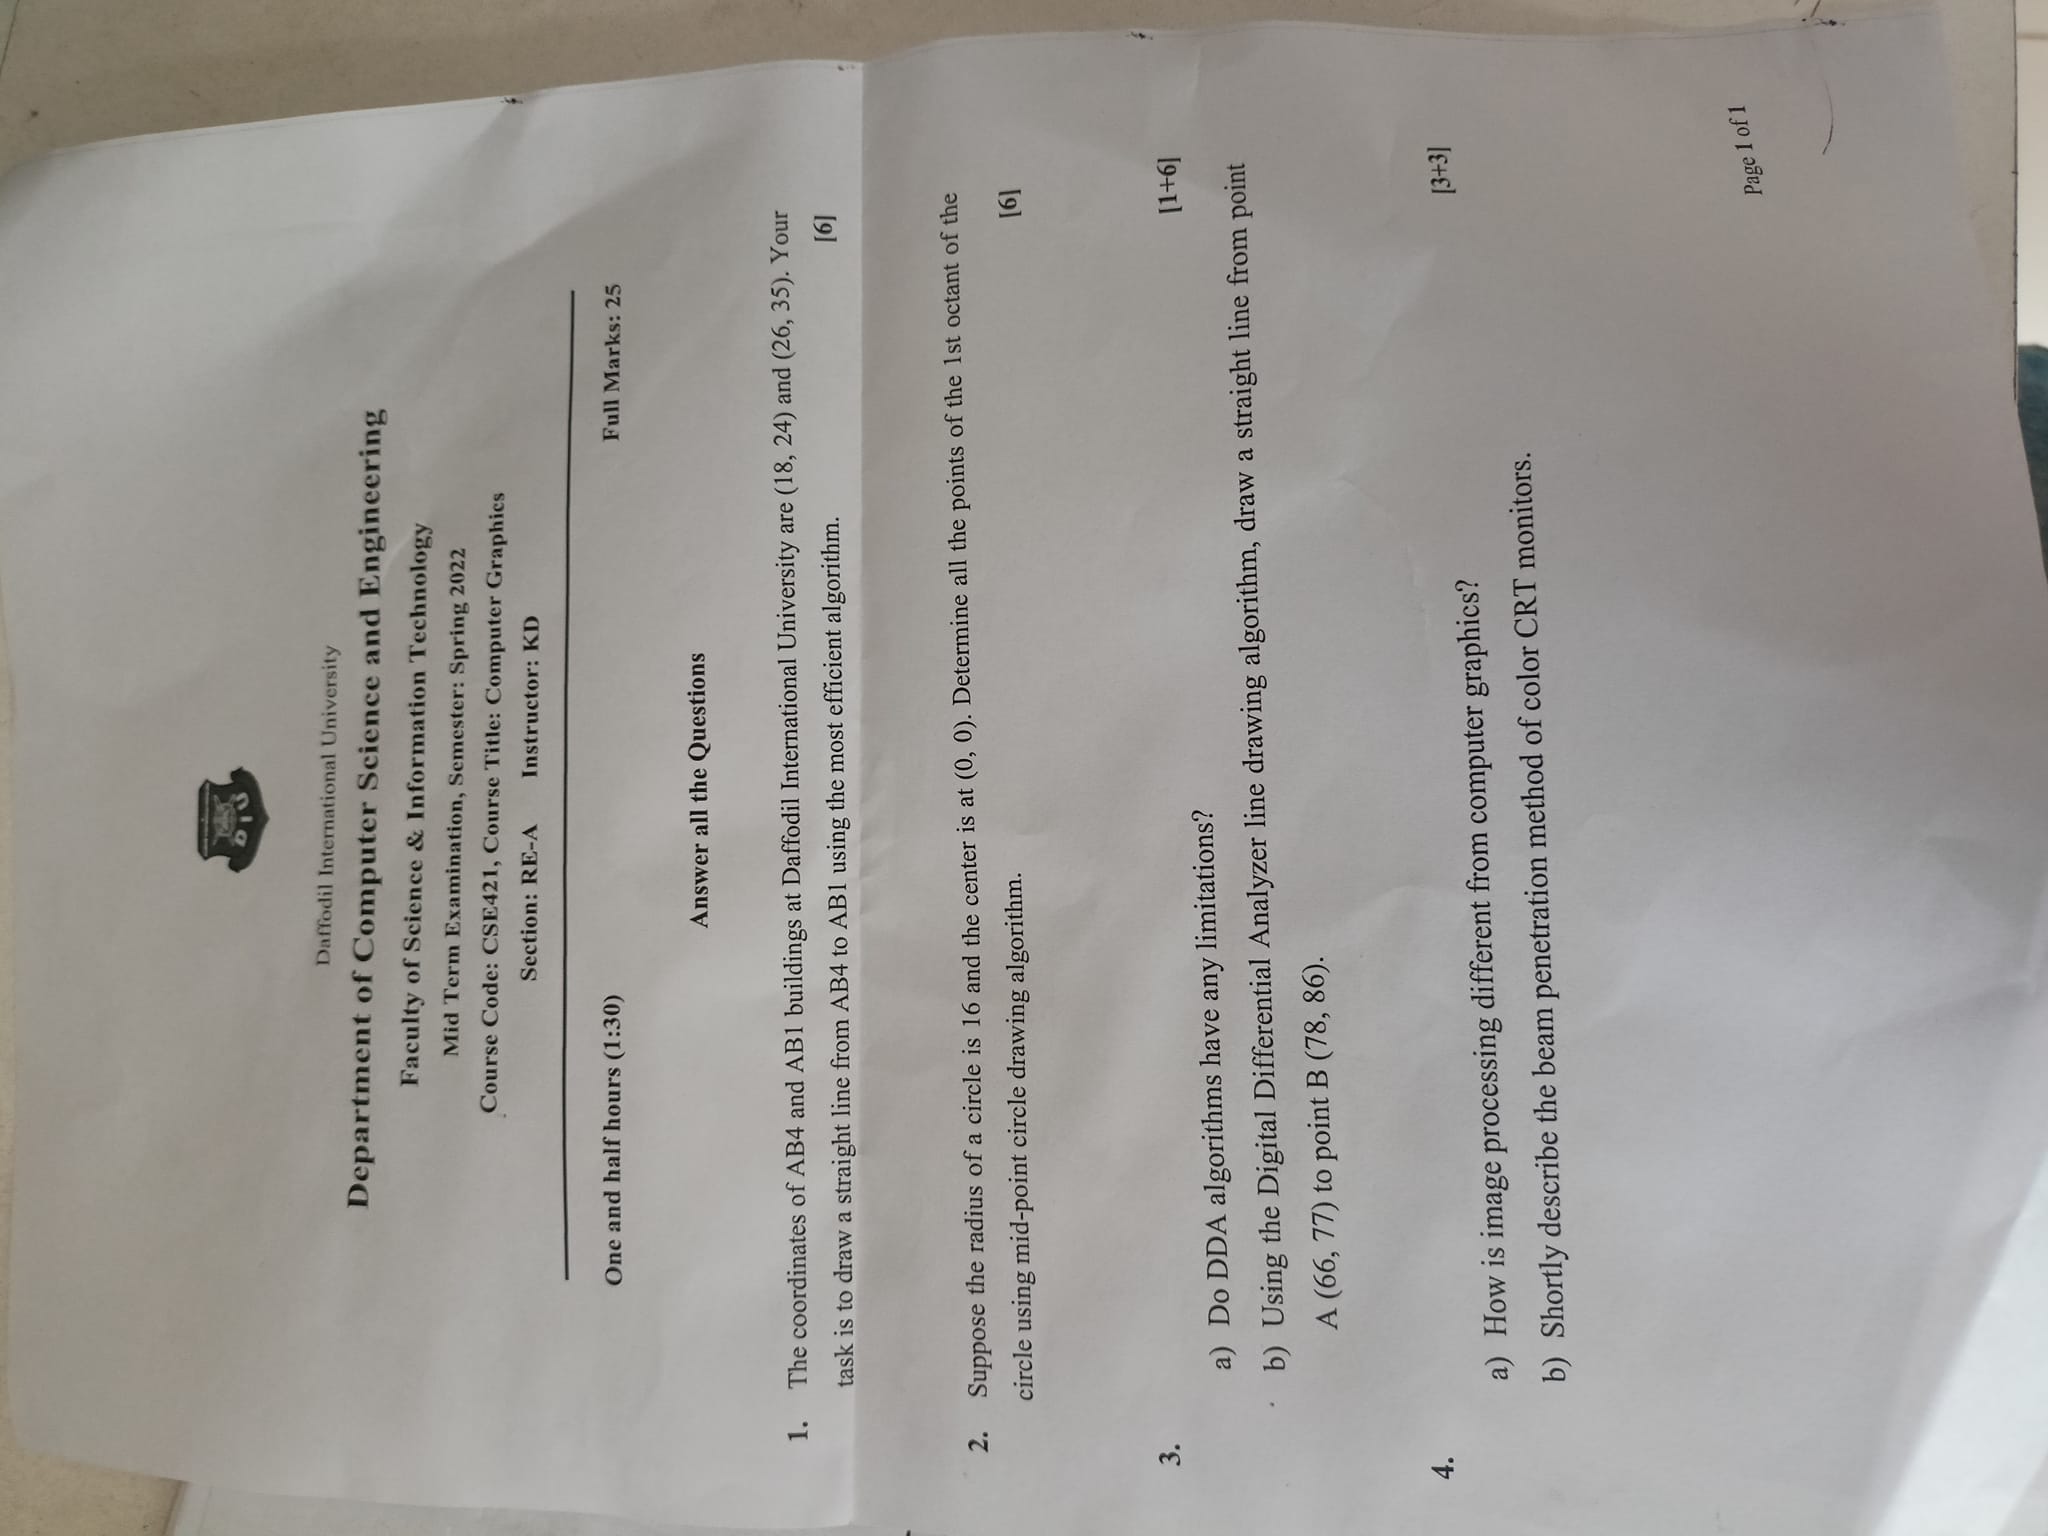 DIU
Daffodil International University
Department of Computer Science and Engineering
Faculty of Science & Information Technology
Mid Term Examination, Semester: Spring 2022
Course Code: CSE421, Course Title: Computer Graphics
Section: RE-A Instructor: KD
One and half hours (1:30) Full Marks: 25
Answer all the Questions
1. The coordinates of AB4 and AB1 buildings at Daffodil International University are (18, 24) and (26, 35). Your
task is to draw a straight line from AB4 to AB1 using the most efficient algorithm. [6]
2. Suppose the radius of a circle is 16 and the center is at (0, 0). Determine all the points of the 1st octant of the
circle using mid-point circle drawing algorithm. [6]
3. [1+6]
a) Do DDA algorithms have any limitations?
b) Using the Digital Differential Analyzer line drawing algorithm, draw a straight line from point
A (66, 77) to point B (78, 86).
4. [3+3]
a) How is image processing different from computer graphics?
b) Shortly describe the beam penetration method of color CRT monitors.
Page 1 of 1